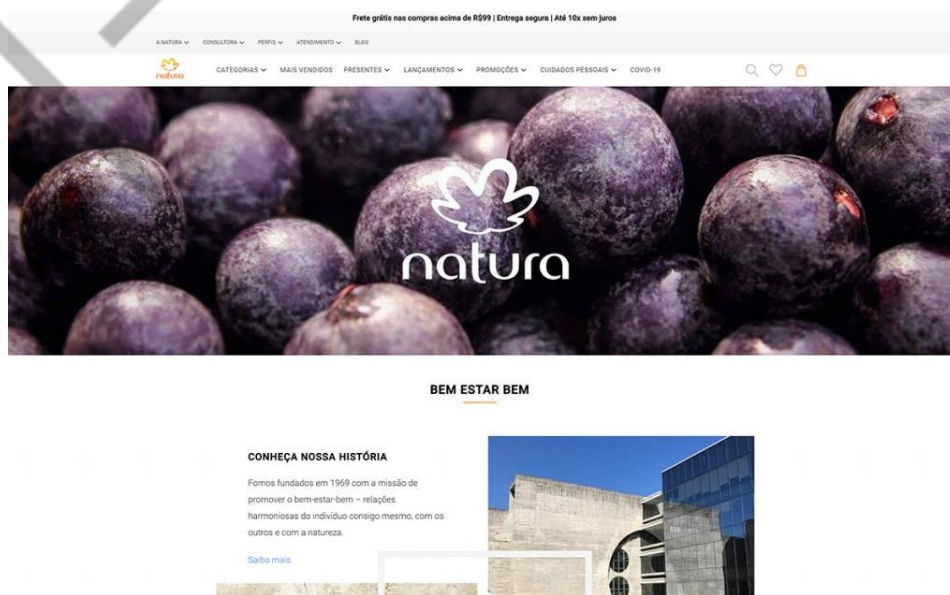 Frete grátis nas compras acima de R$99 | Entrega segura | Até 10x sem juros
A NATURA CONSULTORA PERFIS ATENDIMENTO BLOG
natura CATEGORIAS MAIS VENDIDOS PRESENTES LANÇAMENTOS PROMOÇÕES CUIDADOS PESSOAIS COVID-19
natura
BEM ESTAR BEM
CONHEÇA NOSSA HISTÓRIA
Fomos fundados em 1969 com a missão de
promover o bem-estar-bem – relações
harmoniosas do indivíduo consigo mesmo, com os
outros e com a natureza.
Saiba mais